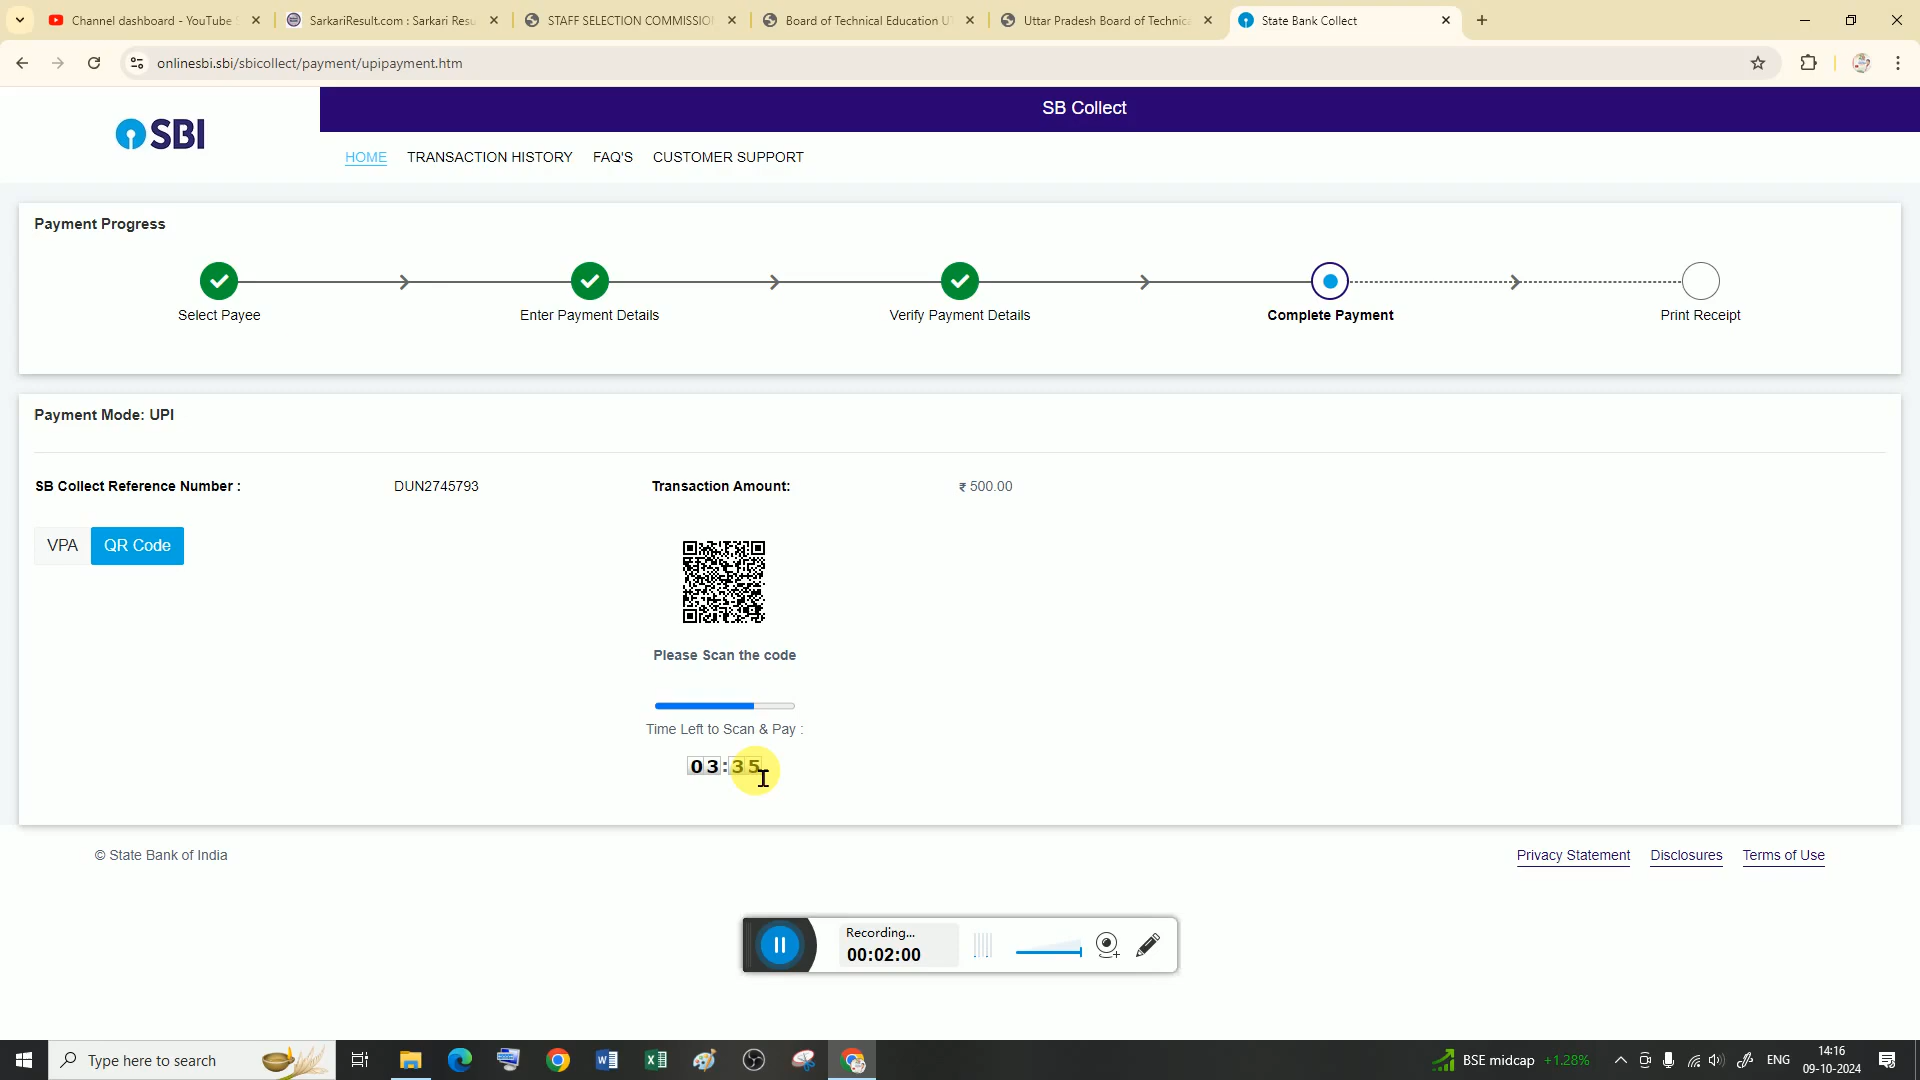 Channel dashboard - YouTube S
SarkariResult.com : Sarkari Resu
STAFF SELECTION COMMISSION
Board of Technical Education UT
Uttar Pradesh Board of Technica
State Bank Collect
onlinesbi.sbi/sbicollect/payment/upipayment.htm
SBI
SB Collect
HOME
TRANSACTION HISTORY
FAQ'S
CUSTOMER SUPPORT
Payment Progress
Select Payee
Enter Payment Details
Verify Payment Details
Complete Payment
Print Receipt
Payment Mode: UPI
SB Collect Reference Number :
DUN2745793
Transaction Amount:
₹ 500.00
VPA
QR Code
Please Scan the code
Time Left to Scan & Pay :
03:35
© State Bank of India
Privacy Statement
Disclosures
Terms of Use
Recording...
00:02:00
Type here to search
BSE midcap +1.28%
ENG
14:16
09-10-2024